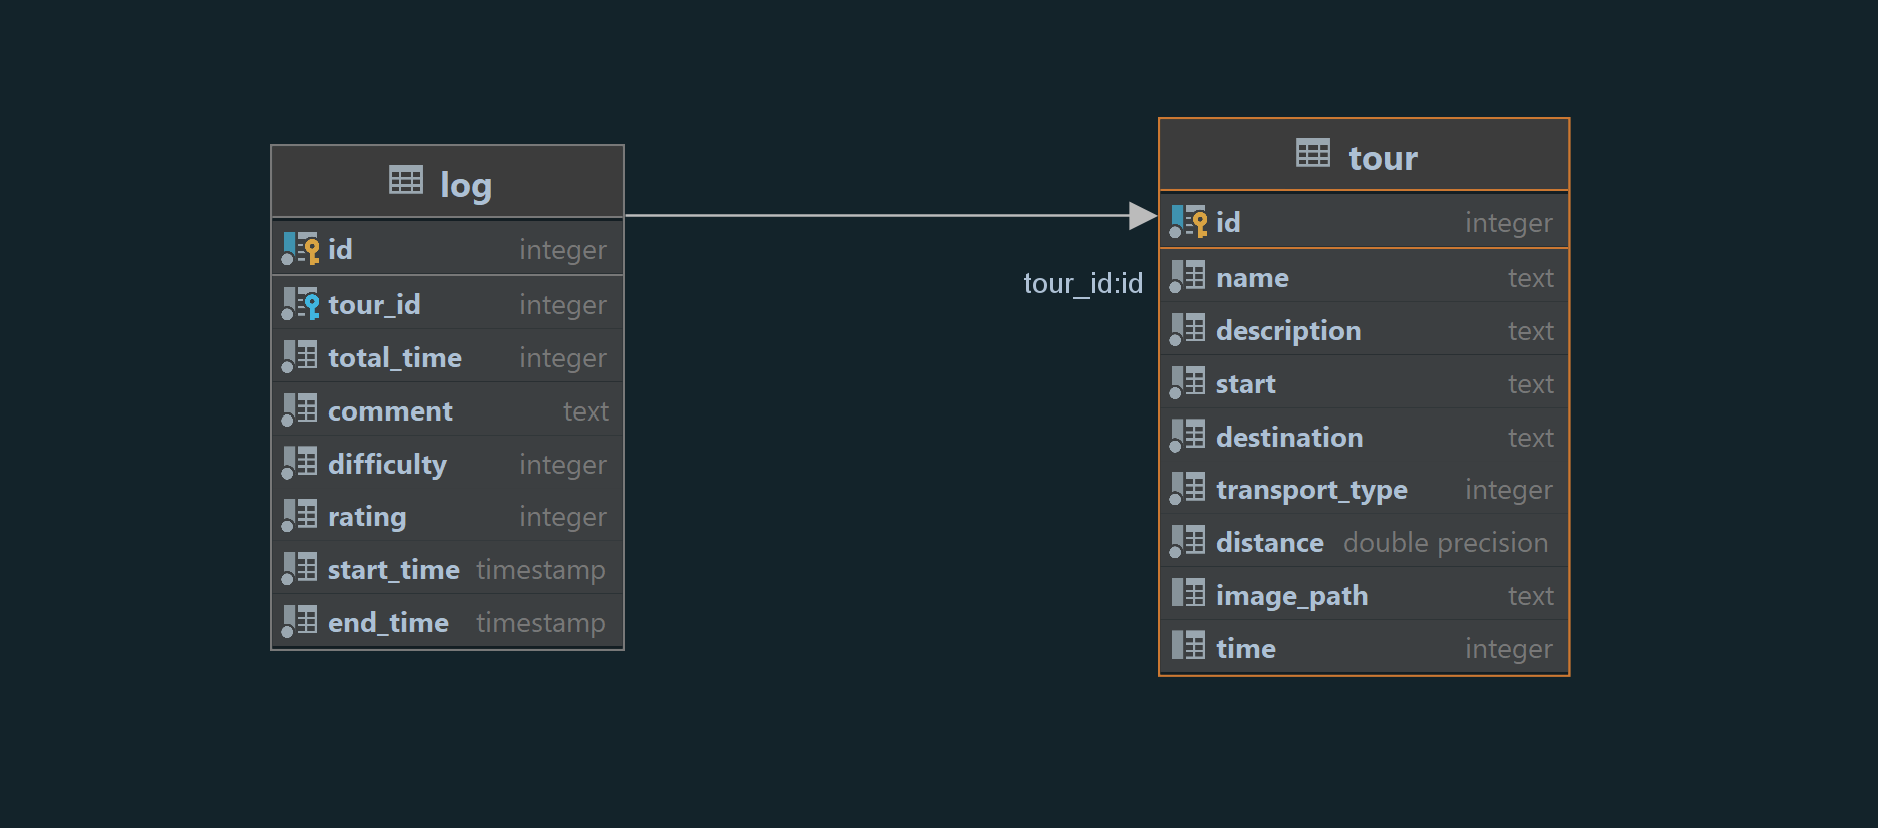 log
id integer
tour_id integer
total_time integer
comment text
difficulty integer
rating integer
start_time timestamp
end_time timestamp
tour_id:id
tour
id integer
name text
description text
start text
destination text
transport_type integer
distance double precision
image_path text
time integer